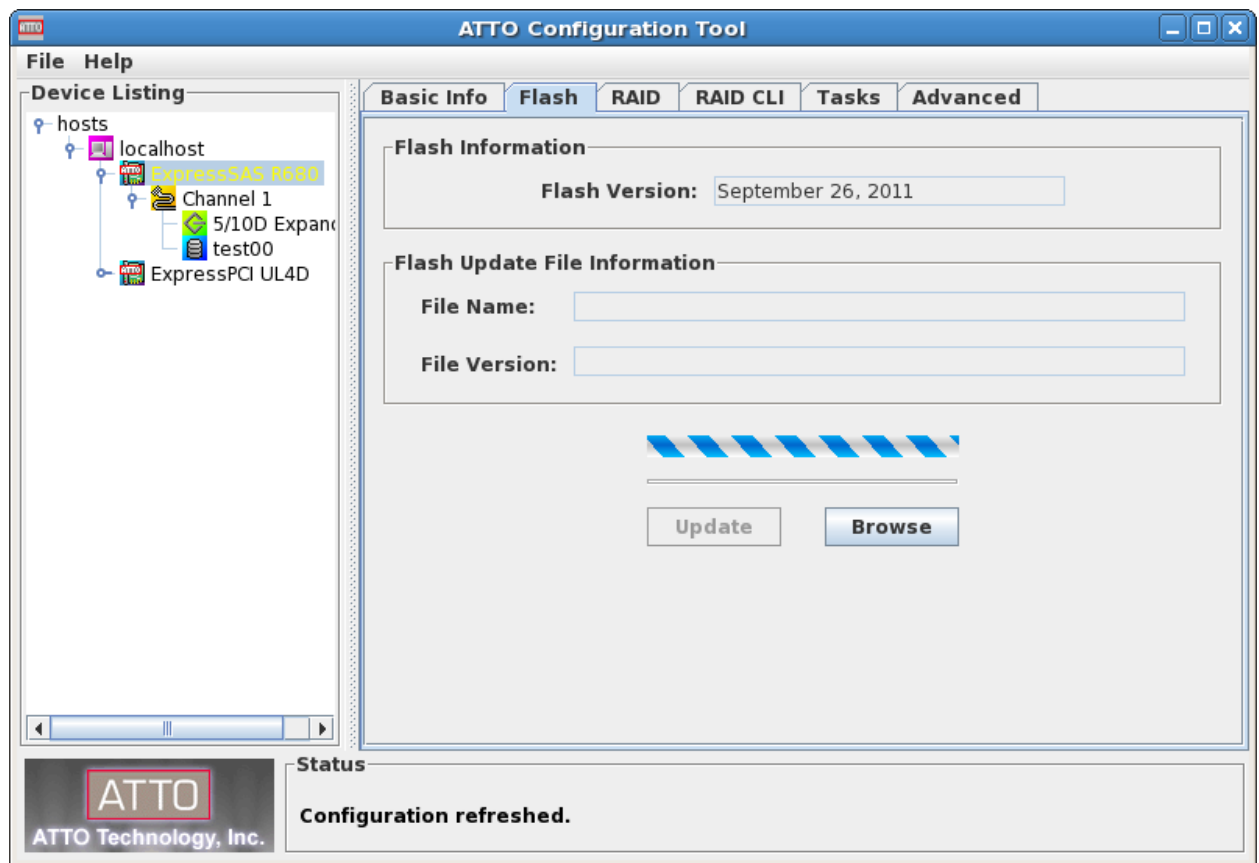 ATTO Configuration Tool
File Help
Device Listing
hosts
localhost
ExpressSAS R680
Channel 1
5/10D Expand
test00
ExpressPCI UL4D
Basic Info Flash RAID RAID CLI Tasks Advanced
Flash Information
Flash Version: September 26, 2011
Flash Update File Information
File Name:
File Version:
Update Browse
ATTO
ATTO Technology, Inc.
Status
Configuration refreshed.